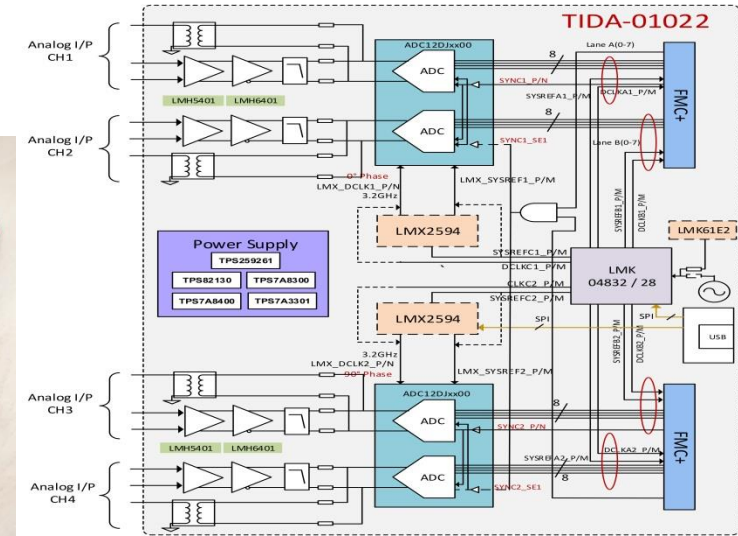 TIDA-01022
Analog I/P
CH1
ADC12DJxx00
ADC
8
Lane A(0-7)
SYNC1_P/N
SYSREFA1_P/M
DCLKA1_P/M
FMC+
LMH5401
LMH6401
Analog I/P
CH2
ADC
8
SYNC1_SE1
Lane B(0-7)
0° Phase
LMX_DCLK1_P/N
3.2GHz
LMX_SYSREF1_P/M
SYSREFB1_P/M
DCLKB1_P/M
LMX2594
LMK61E2
Power Supply
TPS259261
TPS82130
TPS7A8300
TPS7A8400
TPS7A3301
SYSREFC1_P/M
DCLKC1_P/M
CLKC2_P/M
SYSREFC2_P/M
LMK
04832 / 28
LMX2594
SPI
SPI
USB
3.2GHz
LMX_DCLK2_P/N
90° Phase
LMX_SYSREF2_P/M
SYSREFB2_P/M
DCLKB2_P/M
Analog I/P
CH3
ADC12DJxx00
ADC
8
SYNC2_P/N
FMC+
LMH5401
LMH6401
DCLKA2_P/M
SYSREFA2_P/M
Analog I/P
CH4
ADC
8
SYNC2_SE1